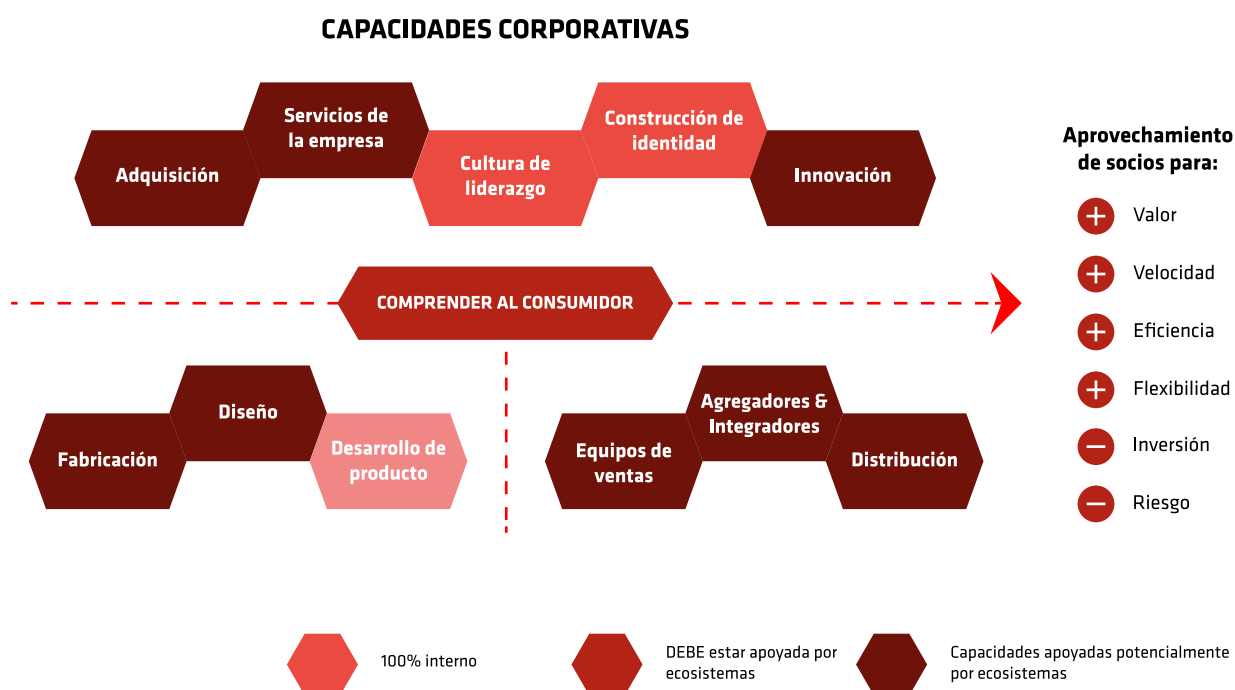 CAPACIDADES CORPORATIVAS
Adquisición
Servicios de
la empresa
Cultura de
liderazgo
Construcción de
identidad
Innovación
COMPRENDER AL CONSUMIDOR
Fabricación
Diseño
Desarrollo de
producto
Equipos de
ventas
Agregadores &
Integradores
Distribución
Aprovechamiento
de socios para:
+ Valor
+ Velocidad
+ Eficiencia
+ Flexibilidad
− Inversión
− Riesgo
100% interno
DEBE estar apoyada por
ecosistemas
Capacidades apoyadas potencialmente
por ecosistemas